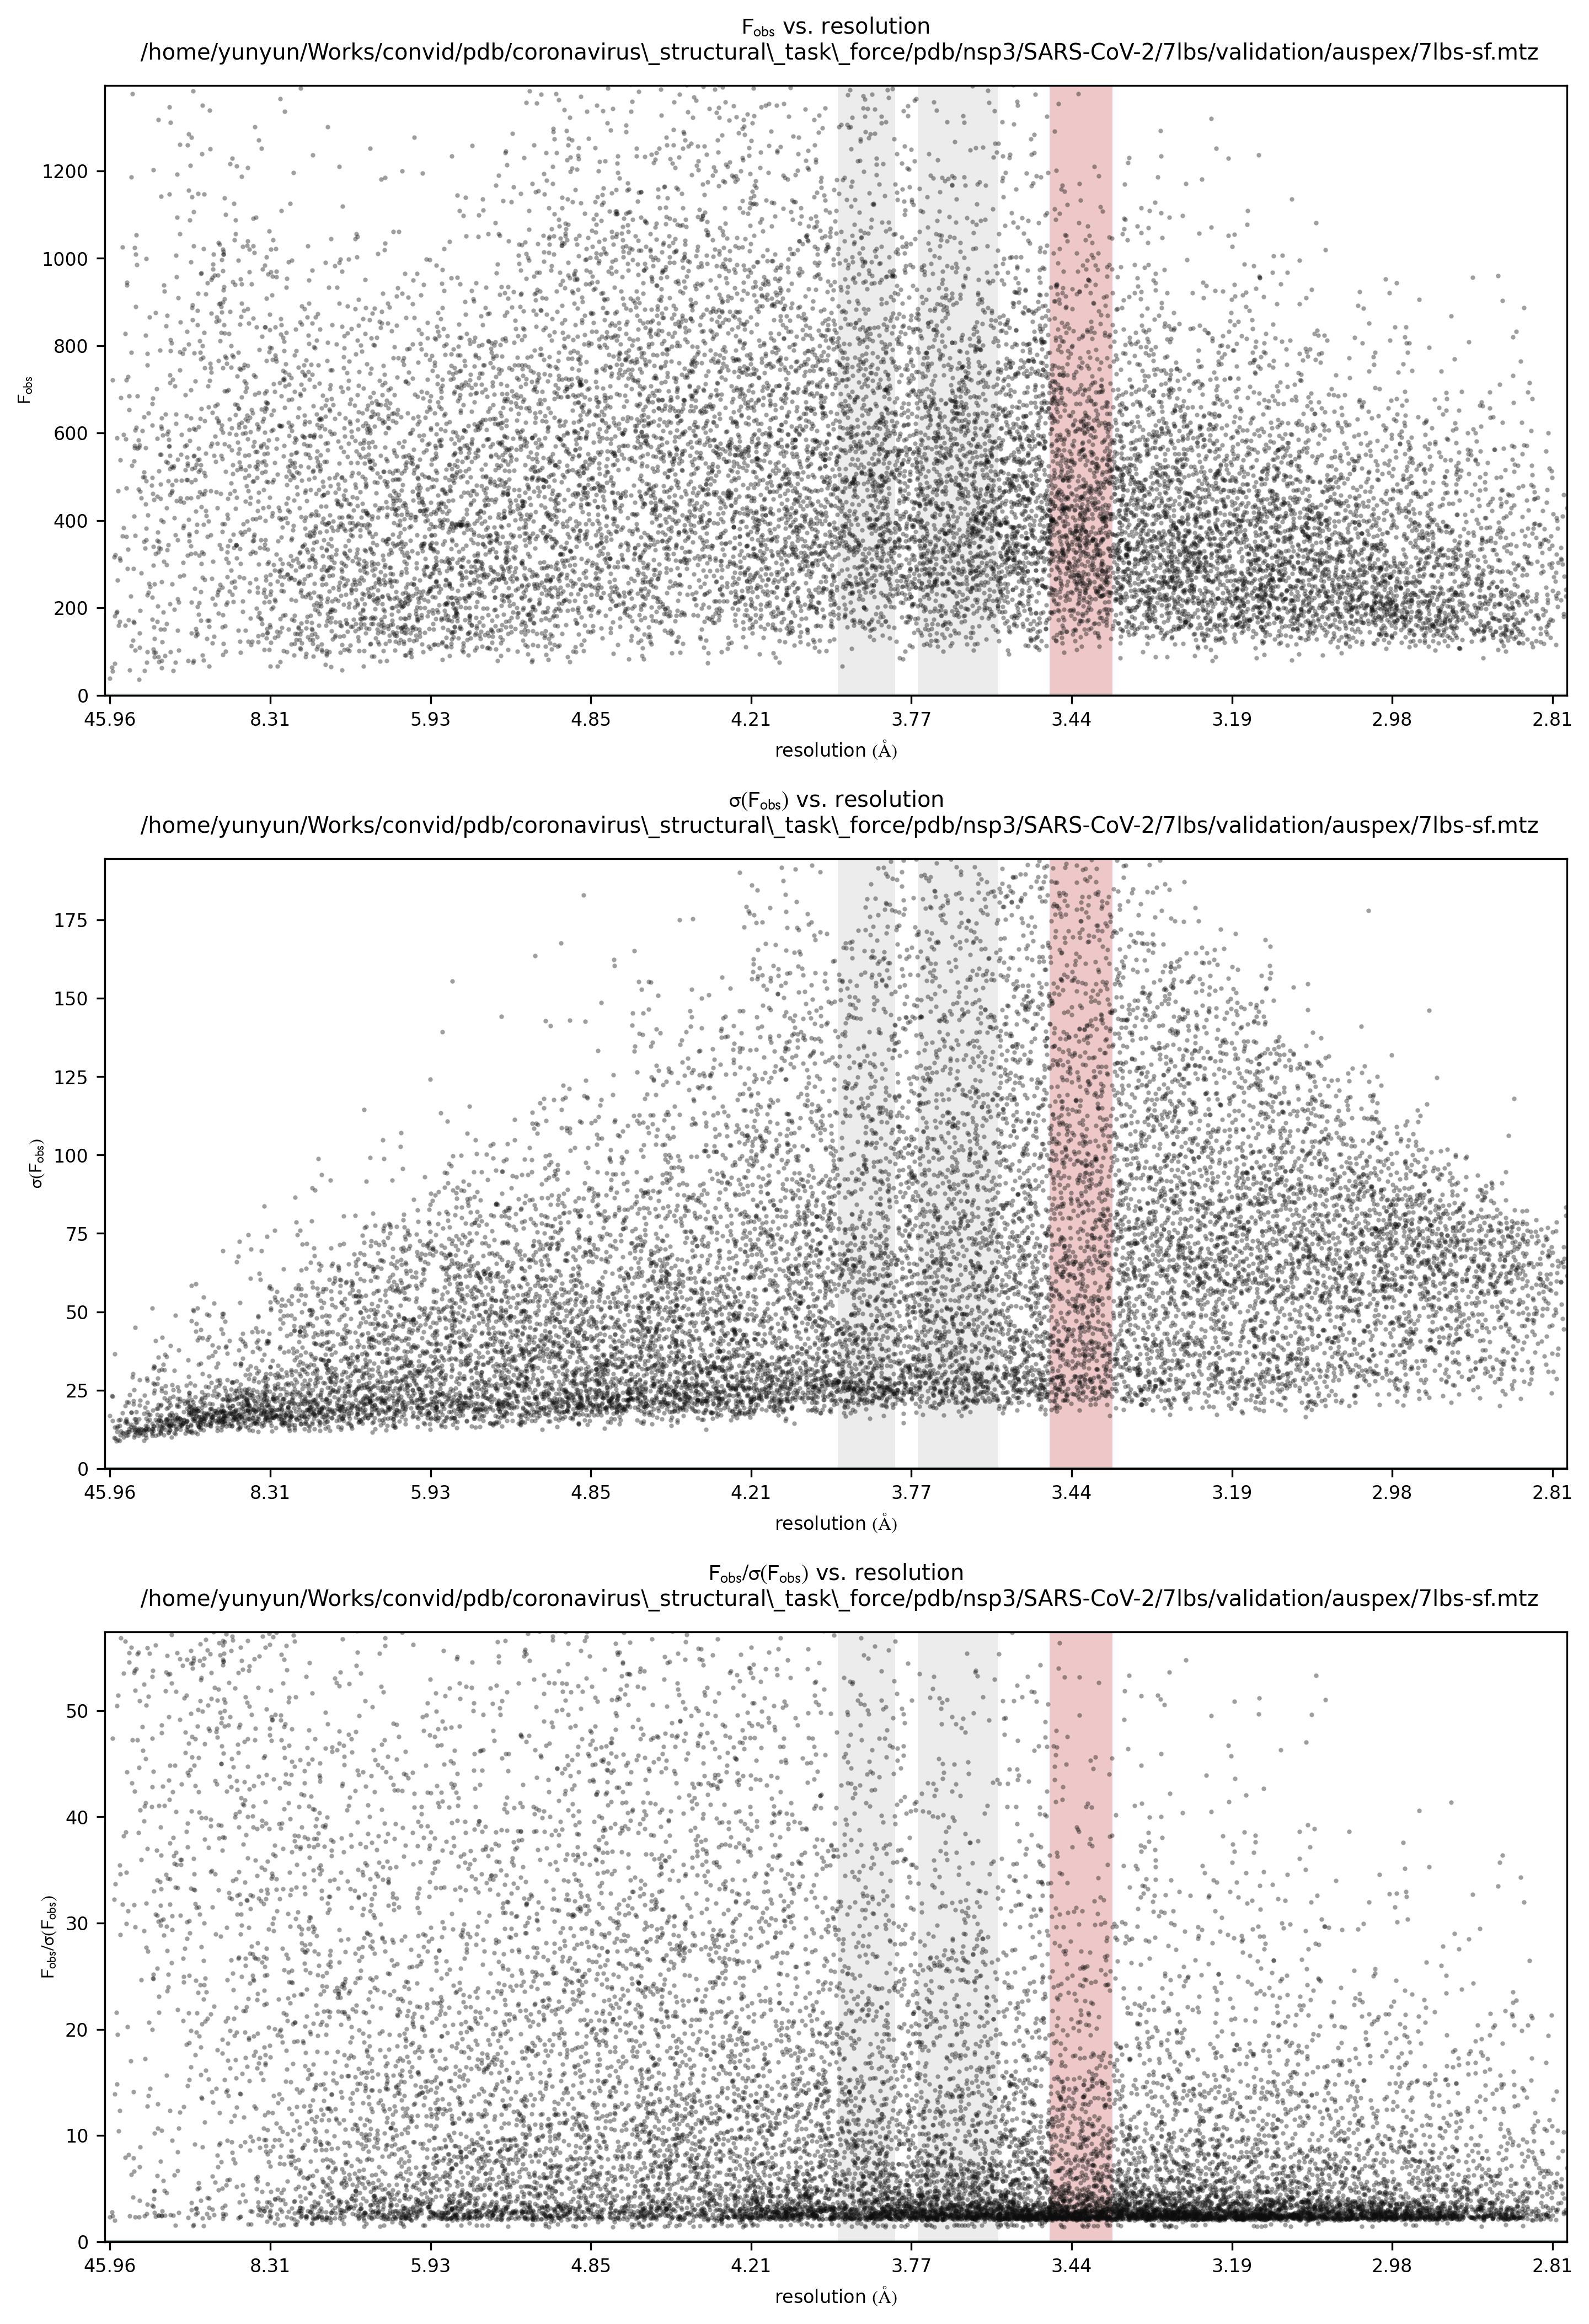 Fobs vs. resolution
/home/yunyun/Works/convid/pdb/coronavirus\_structural\_task\_force/pdb/nsp3/SARS-CoV-2/7lbs/validation/auspex/7lbs-sf.mtz
1200
1000
800
600
400
200
0
Fobs
45.96 8.31 5.93 4.85 4.21 3.77 3.44 3.19 2.98 2.81
resolution (Å)
σ(Fobs) vs. resolution
/home/yunyun/Works/convid/pdb/coronavirus\_structural\_task\_force/pdb/nsp3/SARS-CoV-2/7lbs/validation/auspex/7lbs-sf.mtz
175
150
125
100
75
50
25
0
σ(Fobs)
45.96 8.31 5.93 4.85 4.21 3.77 3.44 3.19 2.98 2.81
resolution (Å)
Fobs/σ(Fobs) vs. resolution
/home/yunyun/Works/convid/pdb/coronavirus\_structural\_task\_force/pdb/nsp3/SARS-CoV-2/7lbs/validation/auspex/7lbs-sf.mtz
50
40
30
20
10
0
Fobs/σ(Fobs)
45.96 8.31 5.93 4.85 4.21 3.77 3.44 3.19 2.98 2.81
resolution (Å)